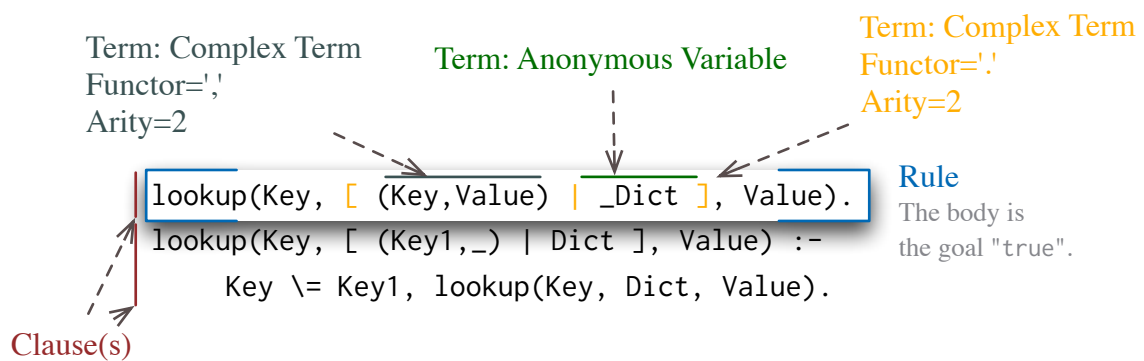 Term: Complex Term
Functor=','
Arity=2
Term: Anonymous Variable
Term: Complex Term
Functor='.'
Arity=2
lookup(Key, [ (Key,Value) | _Dict ], Value).
lookup(Key, [ (Key1,_) | Dict ], Value) :-
Key \= Key1, lookup(Key, Dict, Value).
Rule
The body is
the goal "true".
Clause(s)